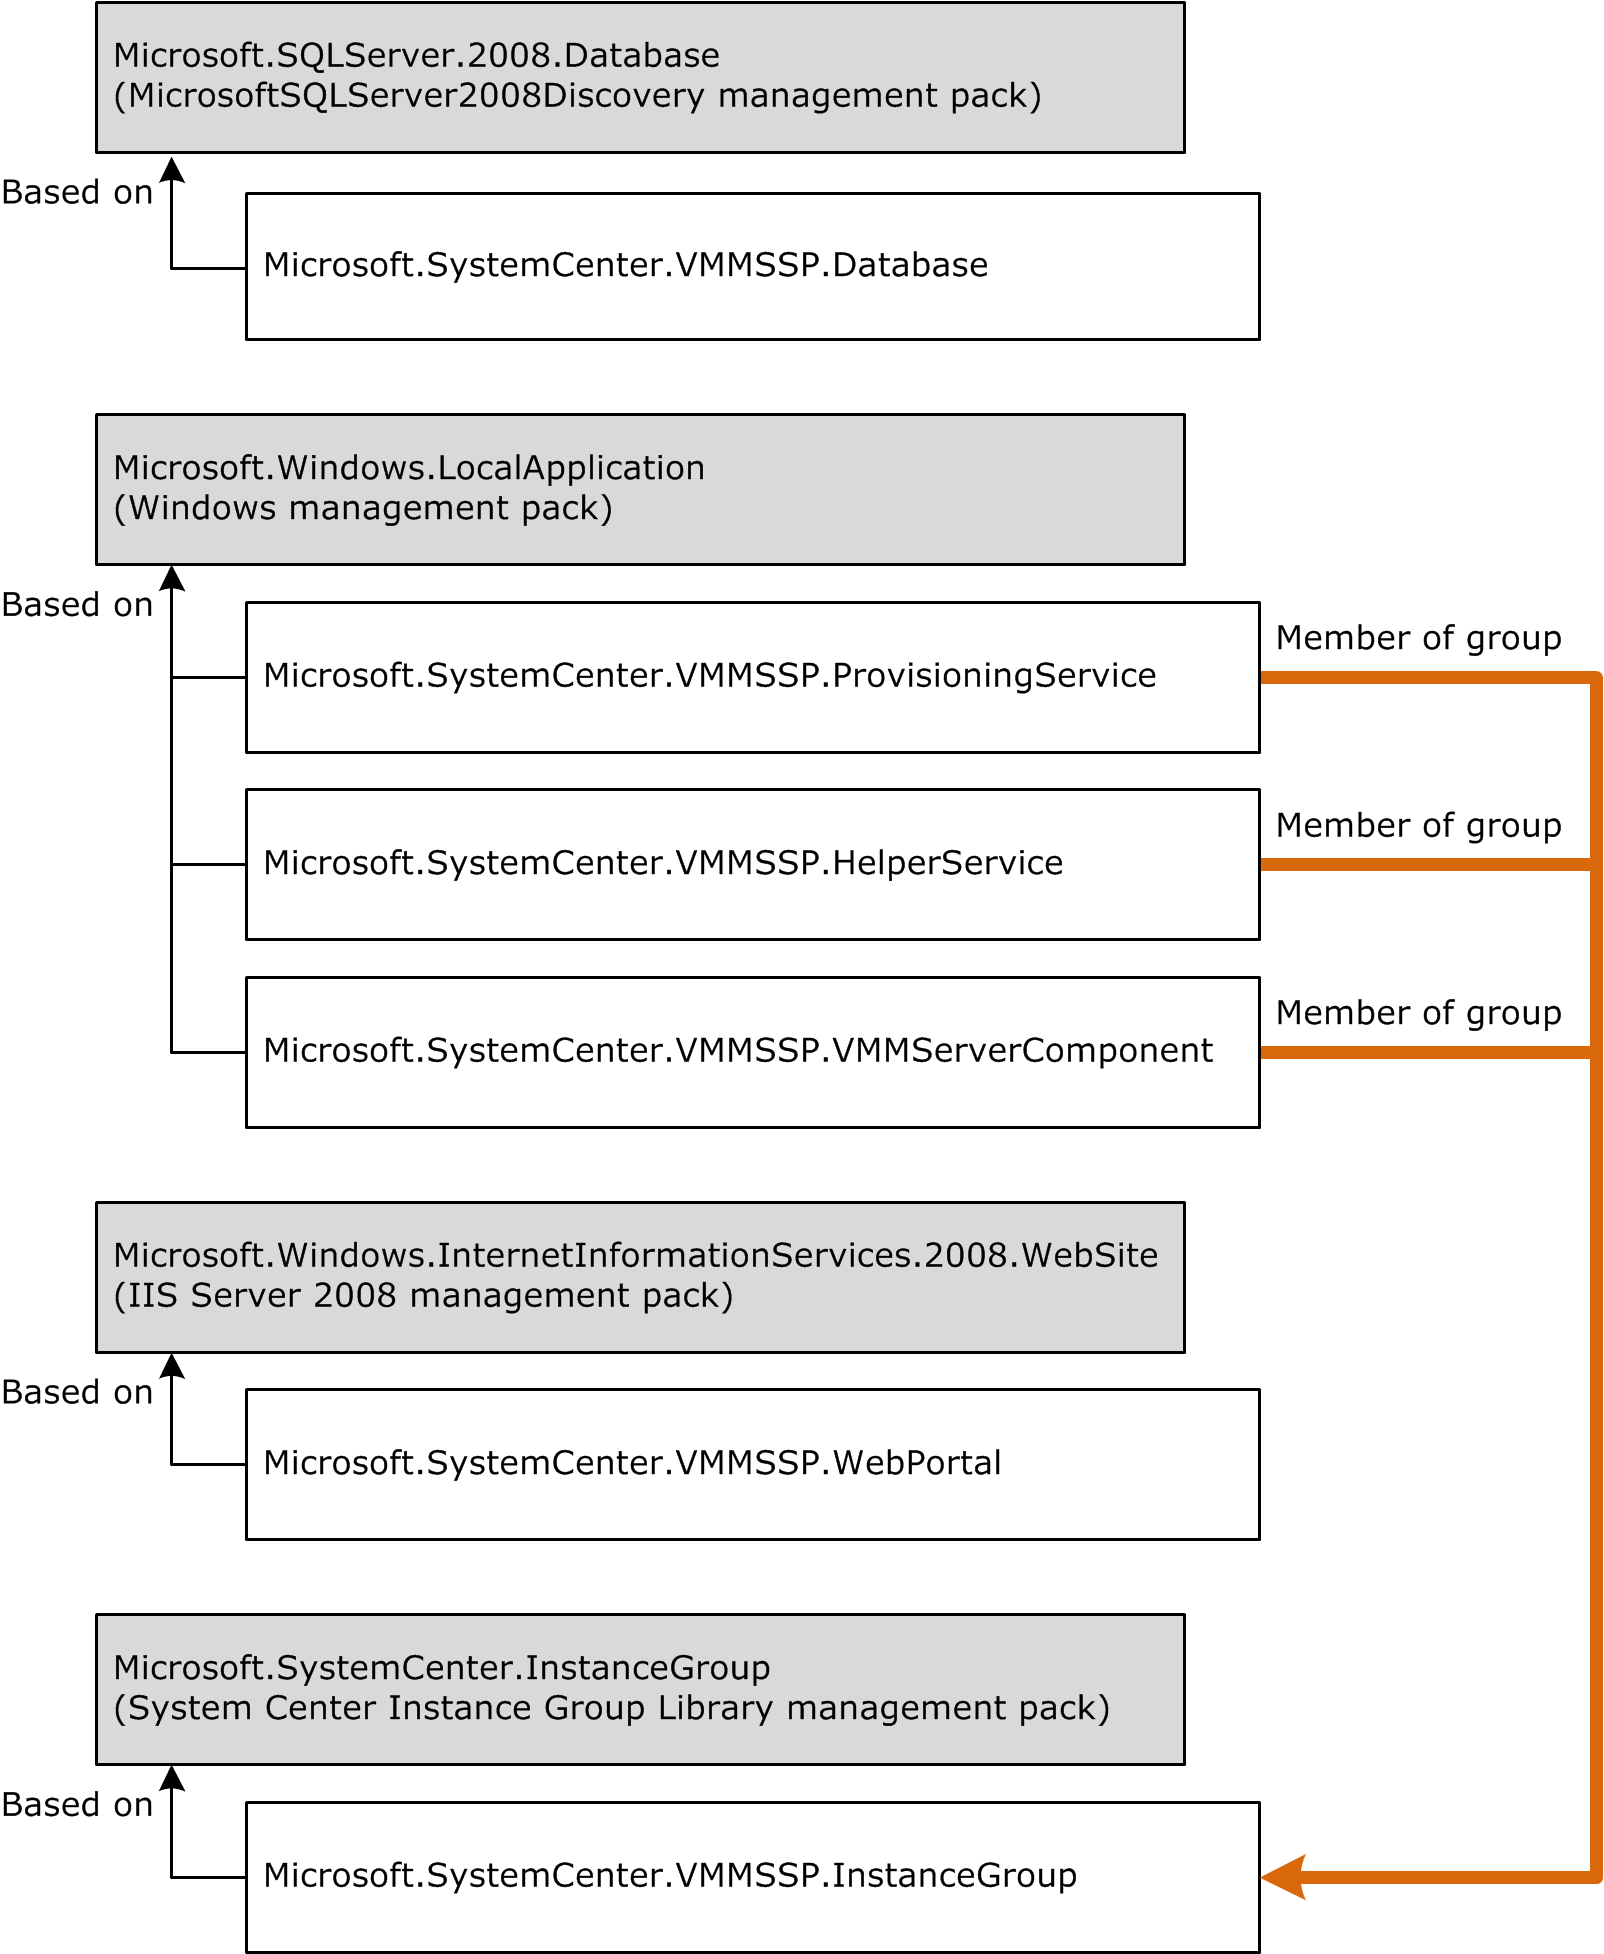 Microsoft.SQLServer.2008.Database
(MicrosoftSQLServer2008Discovery management pack)
Based on
Microsoft.SystemCenter.VMMSSP.Database
Microsoft.Windows.LocalApplication
(Windows management pack)
Based on
Member of group
Microsoft.SystemCenter.VMMSSP.ProvisioningService
Member of group
Microsoft.SystemCenter.VMMSSP.HelperService
Member of group
Microsoft.SystemCenter.VMMSSP.VMMServerComponent
Microsoft.Windows.InternetInformationServices.2008.WebSite
(IIS Server 2008 management pack)
Based on
Microsoft.SystemCenter.VMMSSP.WebPortal
Microsoft.SystemCenter.InstanceGroup
(System Center Instance Group Library management pack)
Based on
Microsoft.SystemCenter.VMMSSP.InstanceGroup